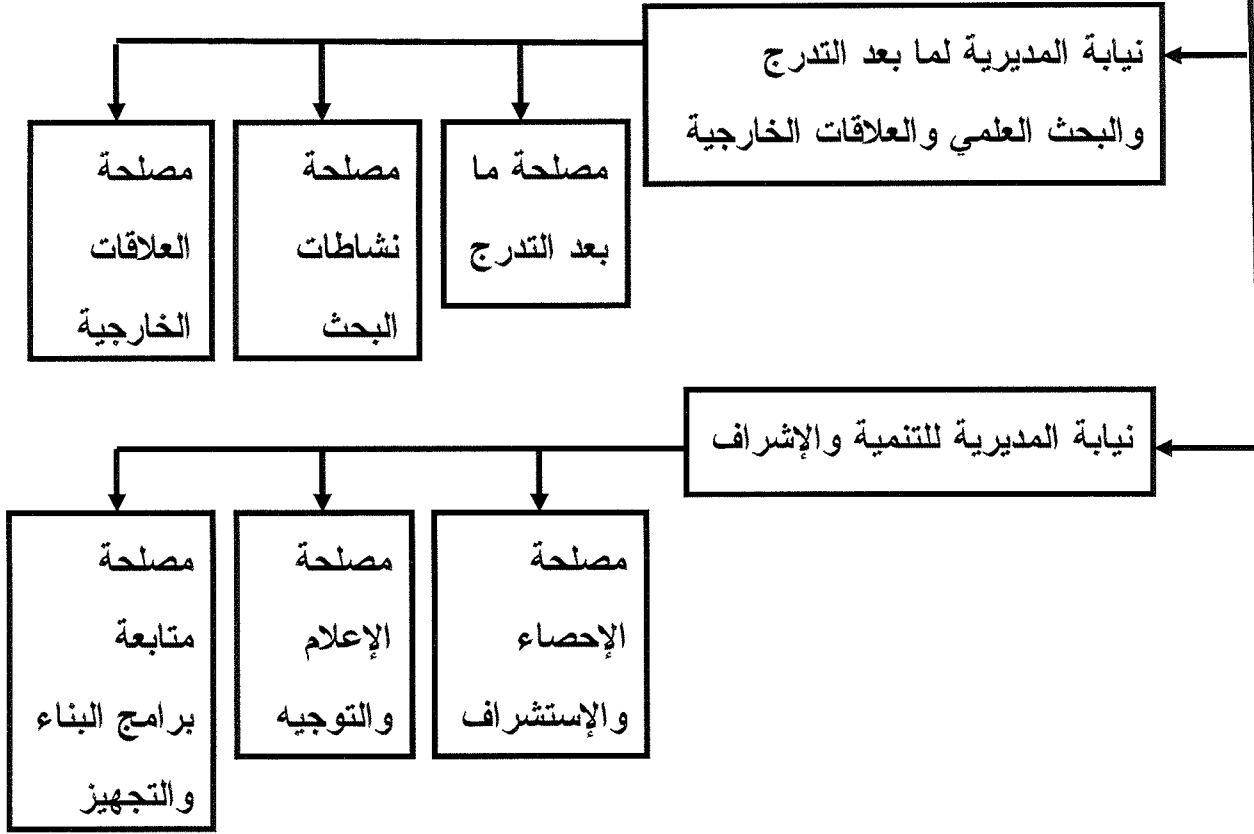 نيابة المديرية لما بعد التدرج
والبحث العلمي والعلاقات الخارجية
مصلحة ما
بعد التدرج
مصلحة
نشاطات
البحث
مصلحة
العلاقات
الخارجية
نيابة المديرية للتنمية والإشراف
مصلحة
الإحصاء
والإستشراف
مصلحة
الإعلام
والتوجيه
مصلحة
متابعة
برامج البناء
والتجهيز